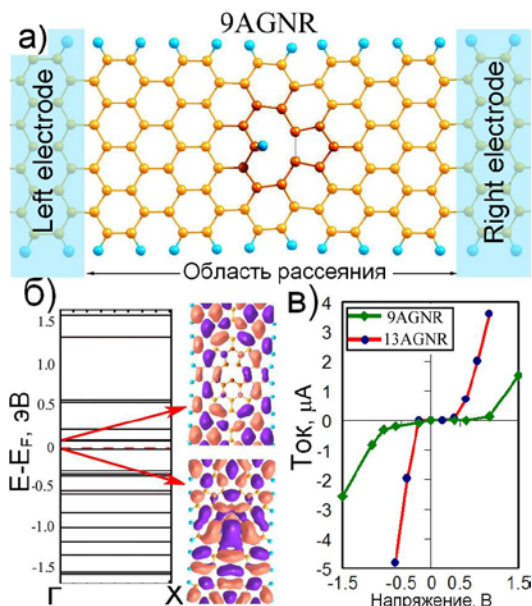 9AGNR
а)
Left electrode
Right electrode
Область рассеяния
б)
E-E_F, эВ
1.5
1.0
0.5
0
-0.5
-1.0
-1.5
Г
X
в)
Ток, μA
9AGNR
13AGNR
4
3
2
1
0
-1
-2
-3
-4
-5
-1.5
-0.5
0
0.5
1.5
Напряжение, В